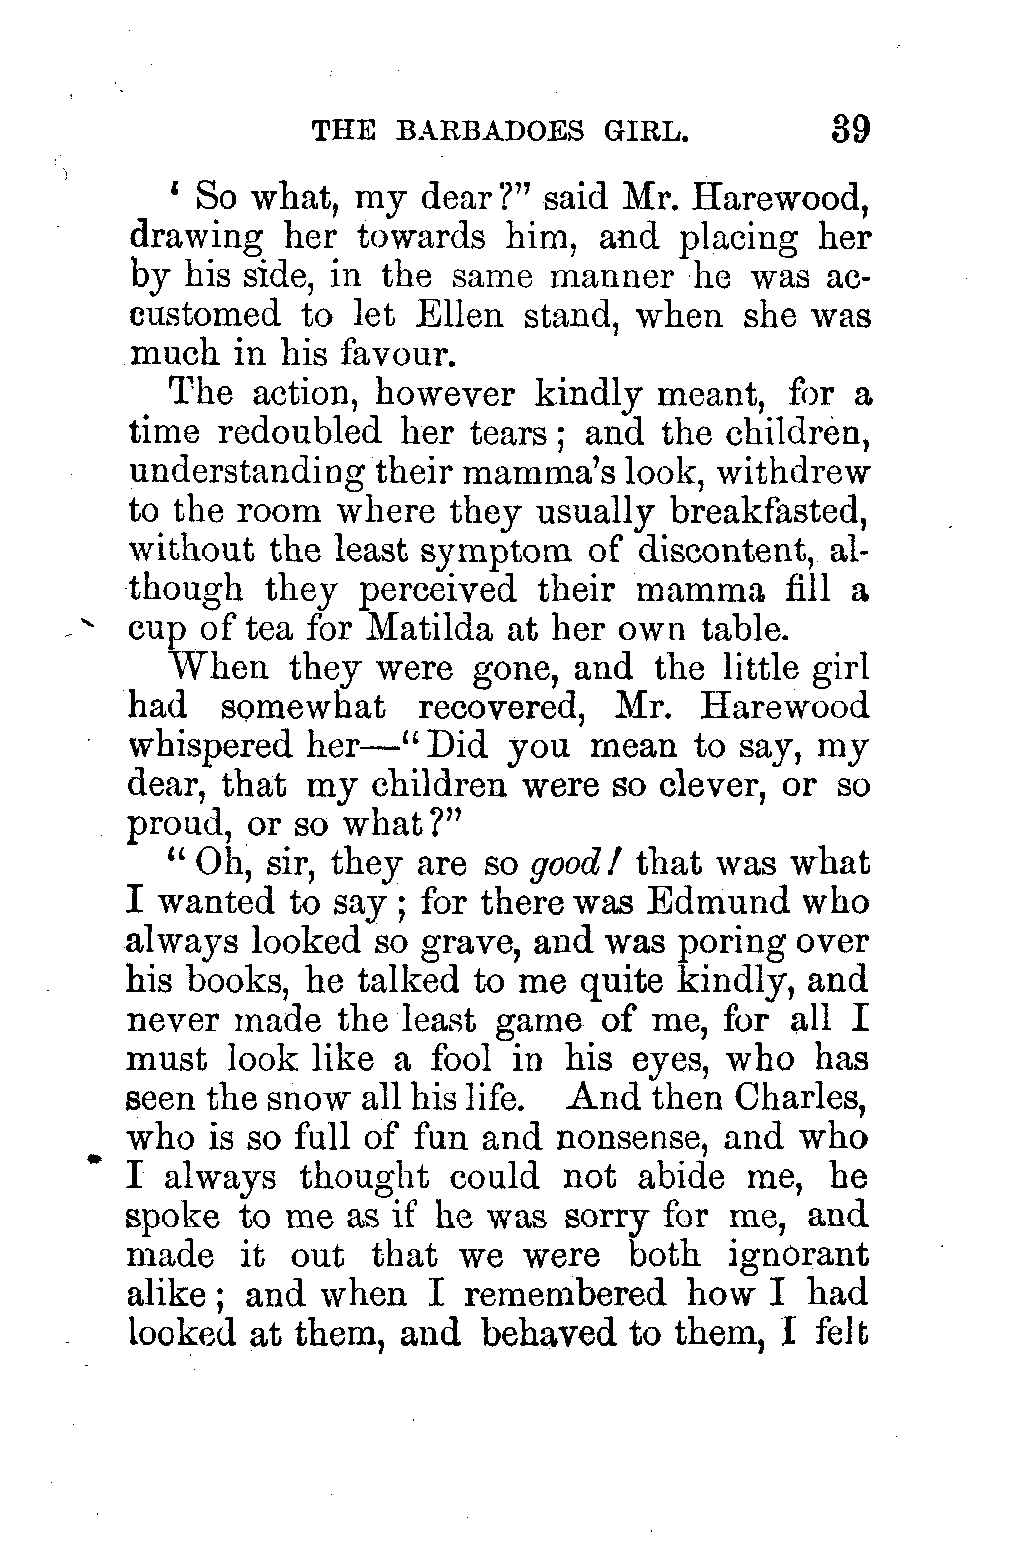 THE BARBADOES GIRL. 39
‘ So what, my dear?” said Mr. Harewood,
drawing her towards him, and placing her
by his side, in the same manner he was ac-
customed to let Ellen stand, when she was
much in his favour.
The action, however kindly meant, for a
time redoubled her tears; and the children,
understanding their mamma's look, withdrew
to the room where they usually breakfasted,
without the least symptom of discontent, al-
though they perceived their mamma fill a
cup of tea for Matilda at her own table.
When they were gone, and the little girl
had somewhat recovered, Mr. Harewood
whispered her—“Did you mean to say, my
dear, that my children were so clever, or so
proud, or so what?”
“Oh, sir, they are so good! that was what
I wanted to say; for there was Edmund who
always looked so grave, and was poring over
his books, he talked to me quite kindly, and
never made the least game of me, for all I
must look like a fool in his eyes, who has
seen the snow all his life. And then Charles,
who is so full of fun and nonsense, and who
I always thought could not abide me, he
spoke to me as if he was sorry for me, and
made it out that we were both ignorant
alike; and when I remembered how I had
looked at them, and behaved to them, I felt